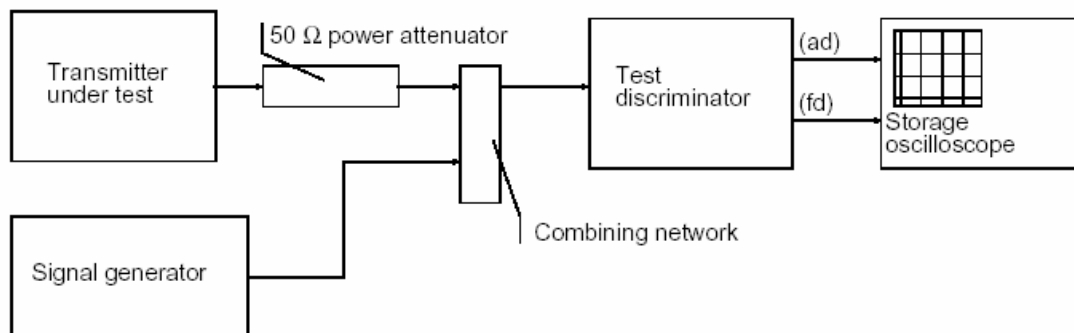 50 Ω power attenuator
Transmitter
under test
Test
discriminator
(ad)
(fd)
Storage
oscilloscope
Combining network
Signal generator